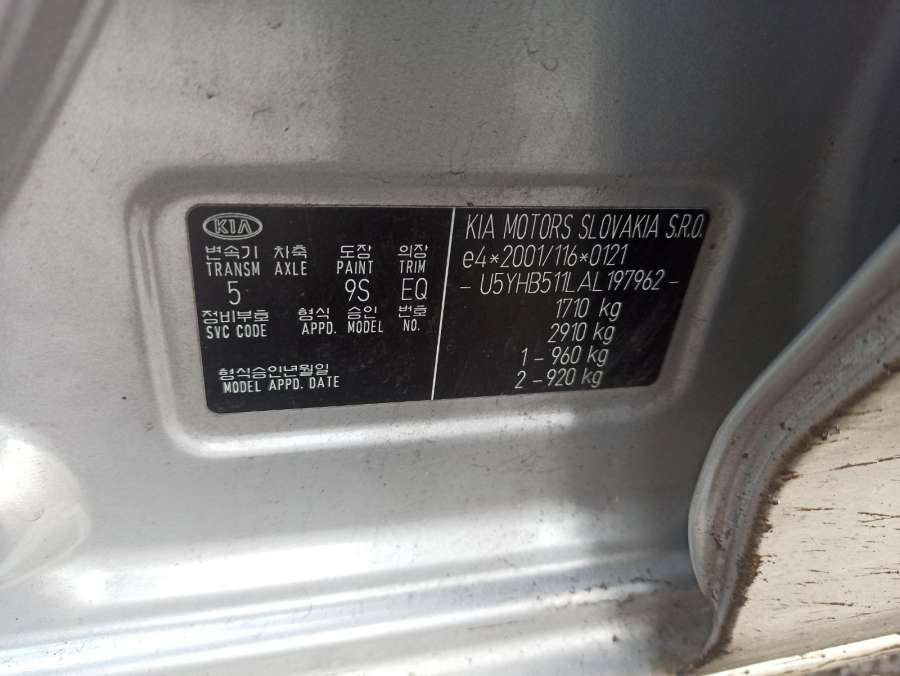 KIA
변속기 차축 도장 의장
TRANSM AXLE PAINT TRIM
5 9S EQ
정비부호 형식 승인 번호
SVC CODE APPD. MODEL NO.
형식승인년월일
MODEL APPD. DATE
KIA MOTORS SLOVAKIA S.R.O.
e4*2001/116*0121
- U5YHB511LAL197962 -
1710 kg
2910 kg
1 - 960 kg
2 - 920 kg